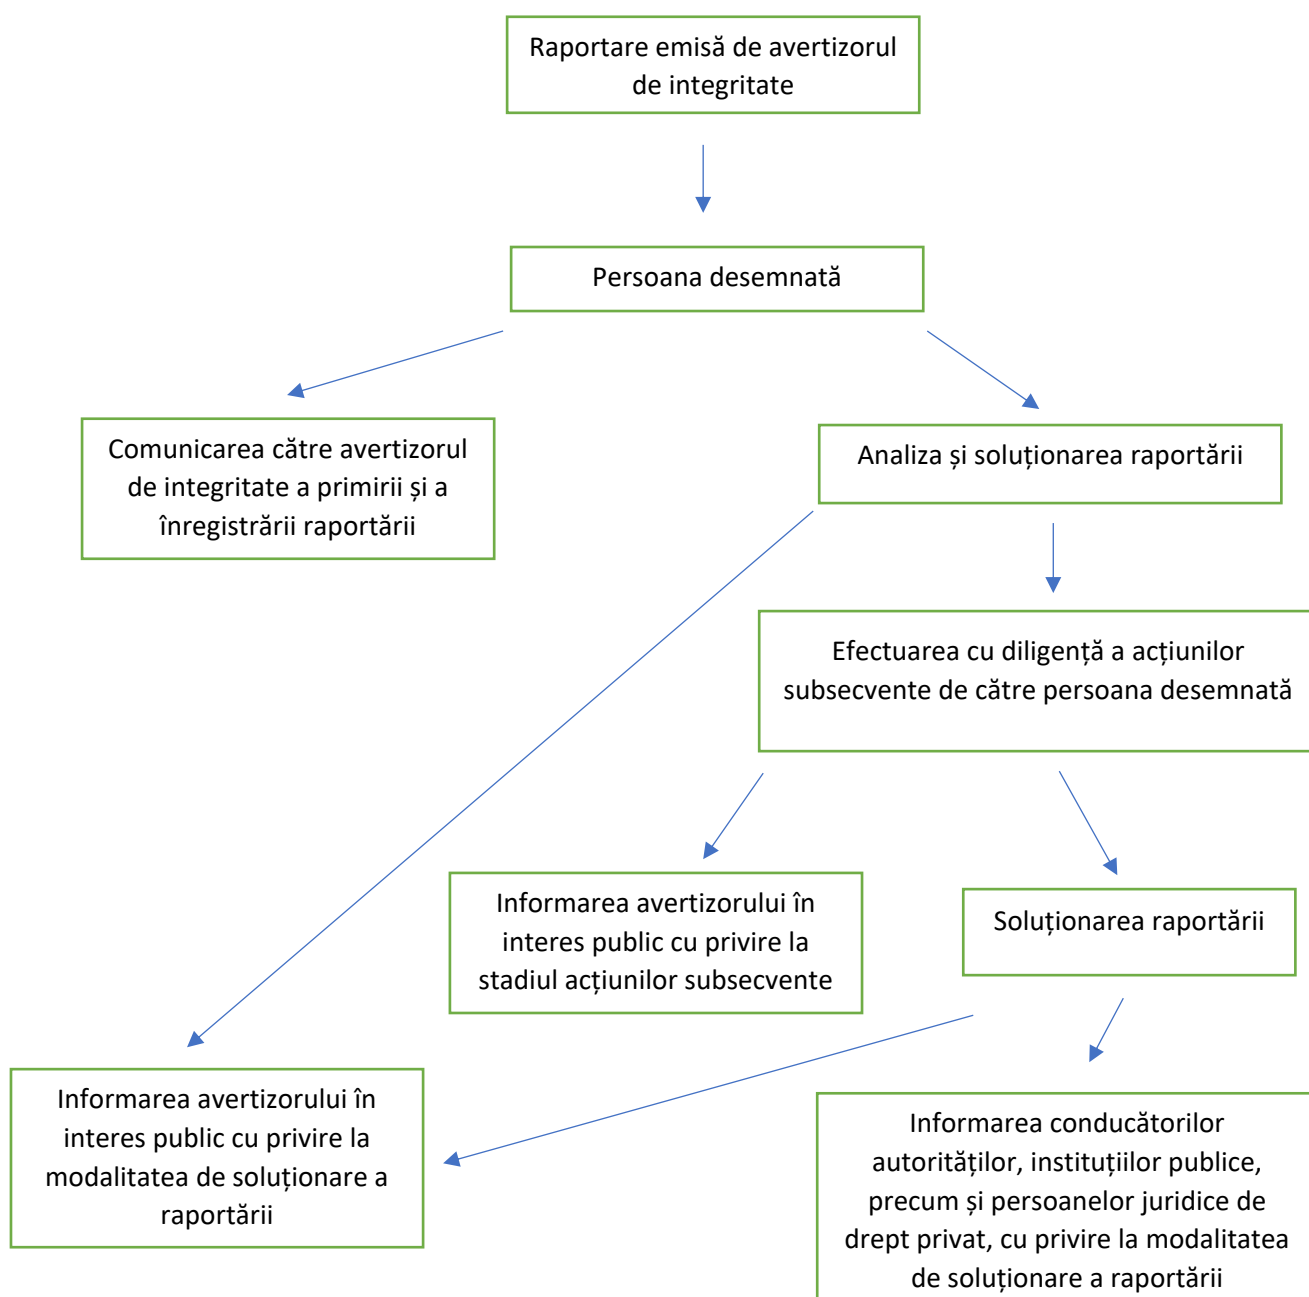 Raportare emisă de avertizorul
de integritate
Persoana desemnată
Comunicarea către avertizorul
de integritate a primirii și a
înregistrării raportării
Analiza și soluționarea raportării
Efectuarea cu diligență a acțiunilor
subsecvente de către persoana desemnată
Informarea avertizorului în
interes public cu privire la
stadiul acțiunilor subsecvente
Soluționarea raportării
Informarea avertizorului în
interes public cu privire la
modalitatea de soluționare a
raportării
Informarea conducătorilor
autorităților, instituțiilor publice,
precum și persoanelor juridice de
drept privat, cu privire la modalitatea
de soluționare a raportării